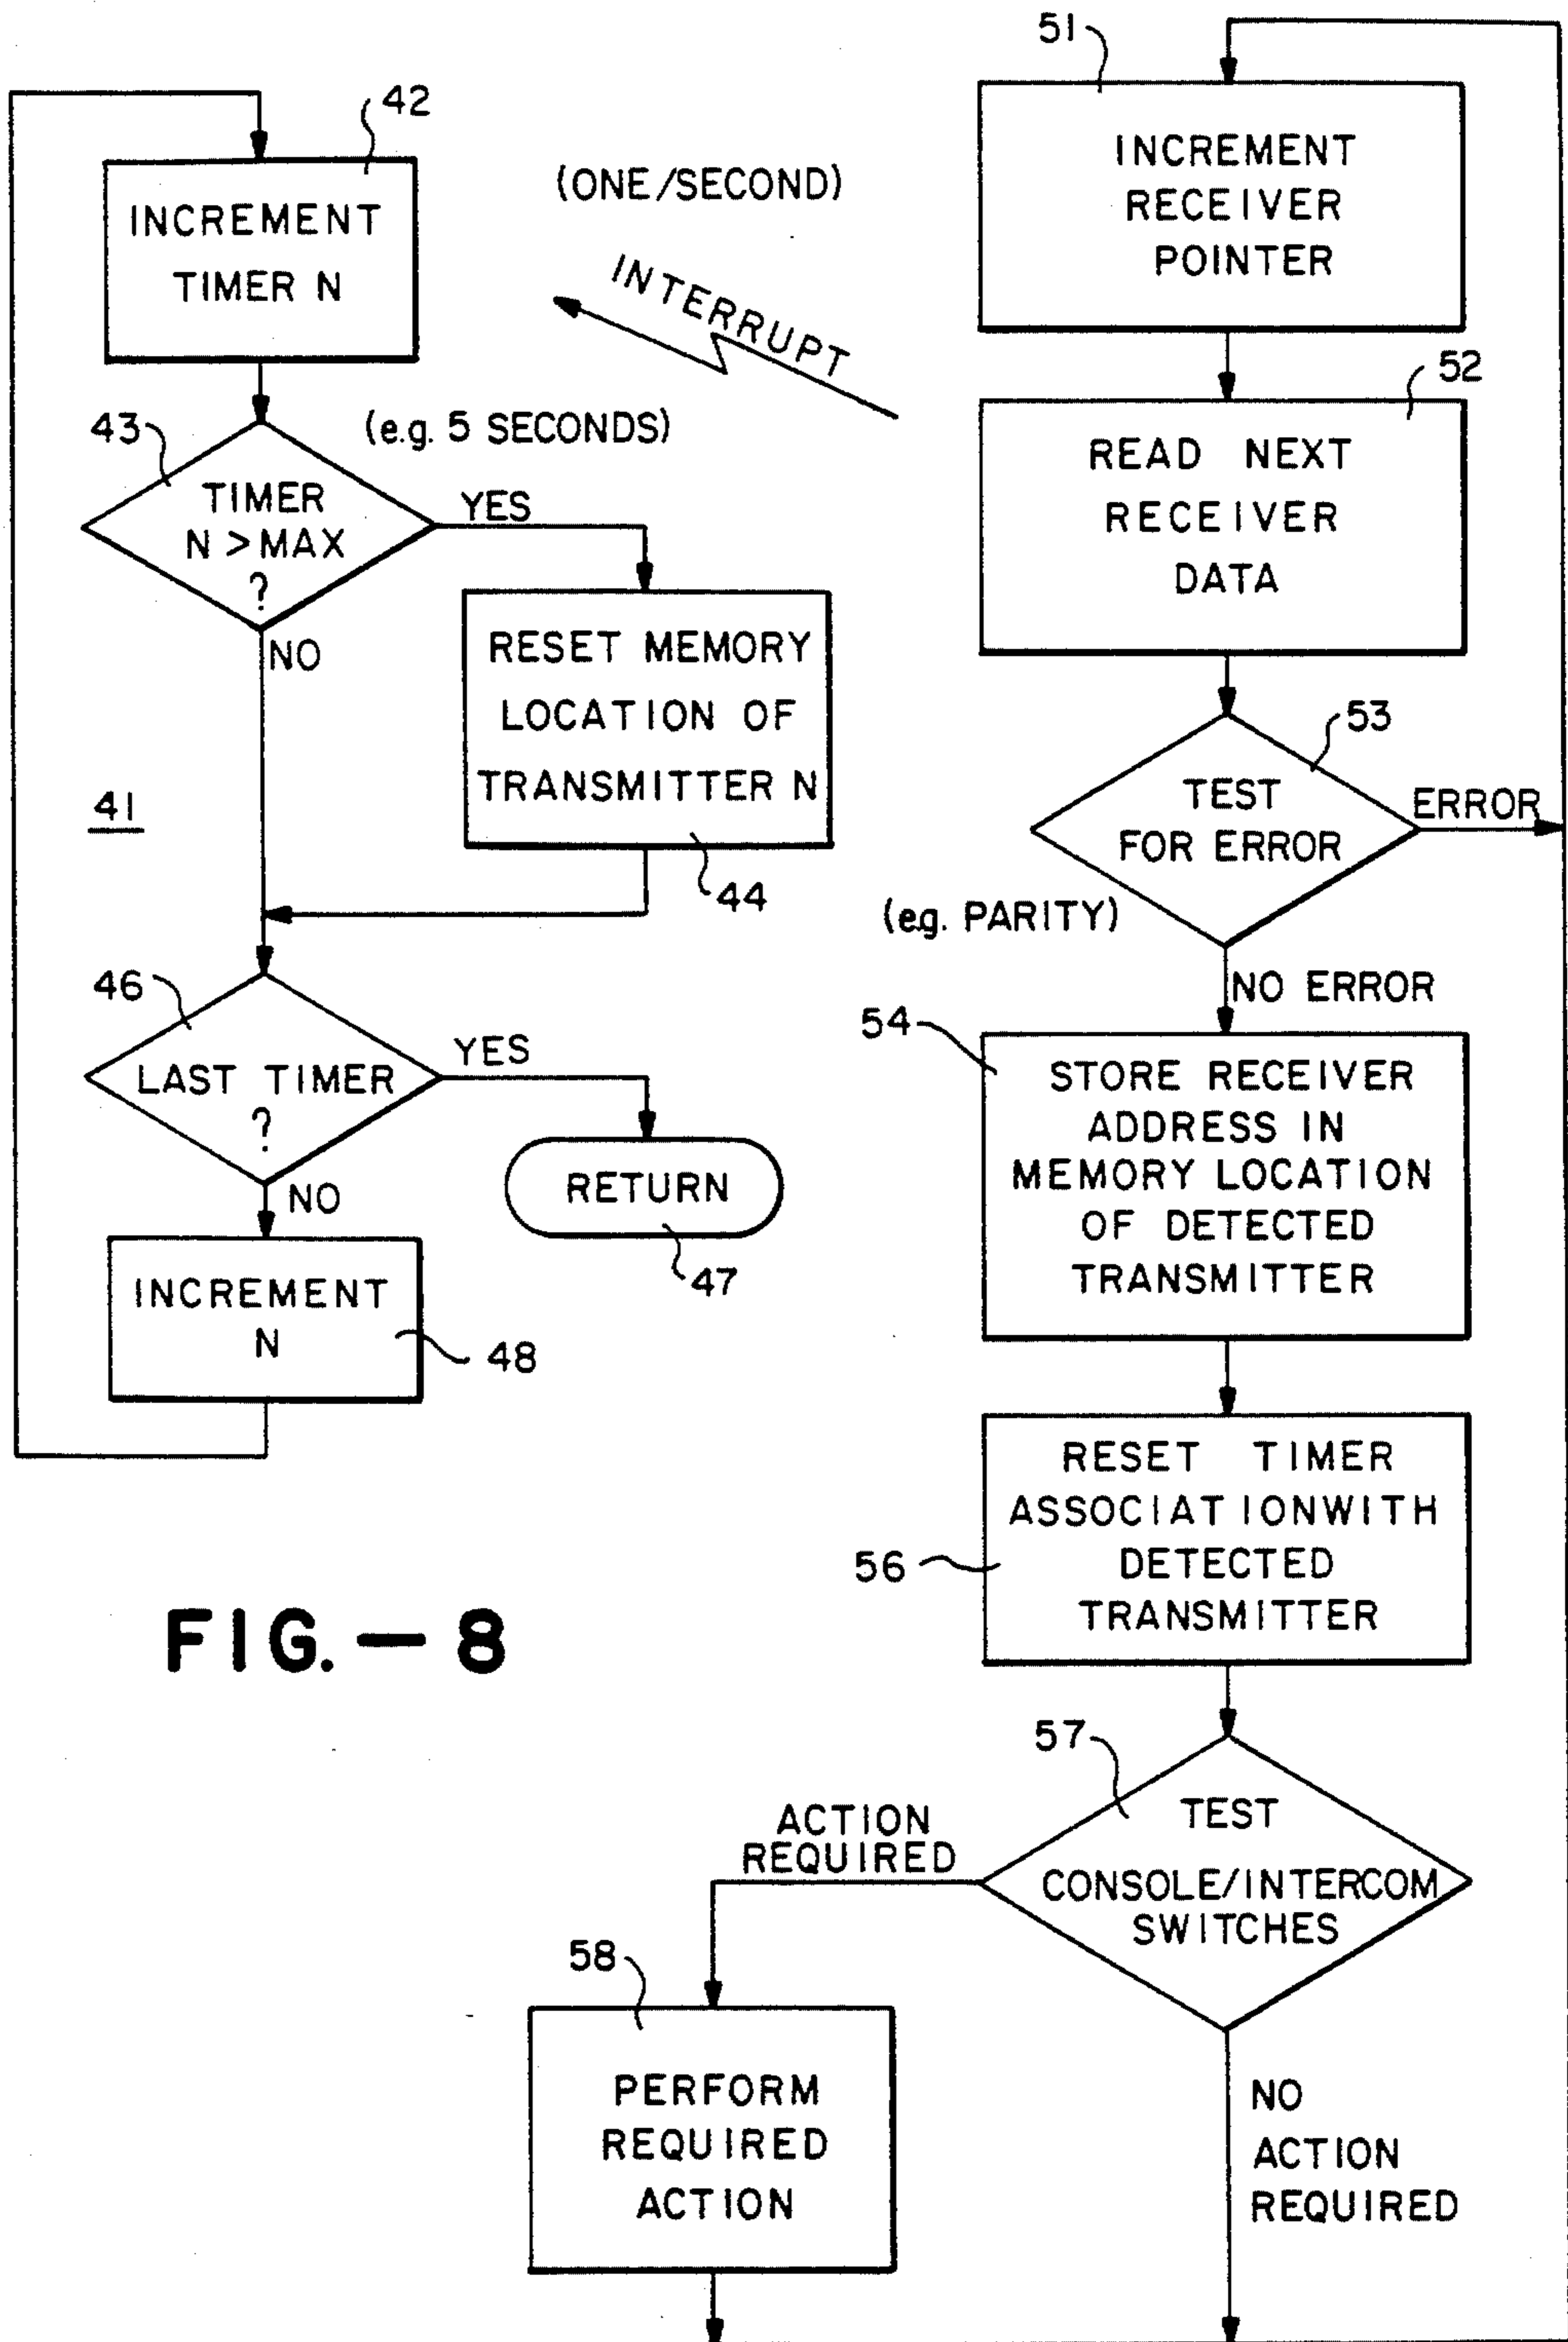 42
INCREMENT
TIMER N
(ONE/SECOND)
INTERRUPT
43
(e.g. 5 SECONDS)
TIMER
N > MAX
?
YES
NO
RESET MEMORY
LOCATION OF
TRANSMITTER N
44
41
46
LAST TIMER
?
YES
NO
RETURN
47
INCREMENT
N
48
FIG.-8
51
INCREMENT
RECEIVER
POINTER
52
READ NEXT
RECEIVER
DATA
53
TEST
FOR ERROR
ERROR
(e.g. PARITY)
NO ERROR
54
STORE RECEIVER
ADDRESS IN
MEMORY LOCATION
OF DETECTED
TRANSMITTER
RESET TIMER
ASSOCIATIONWITH
DETECTED
TRANSMITTER
56
57
TEST
CONSOLE/INTERCOM
SWITCHES
ACTION
REQUIRED
58
PERFORM
REQUIRED
ACTION
NO
ACTION
REQUIRED